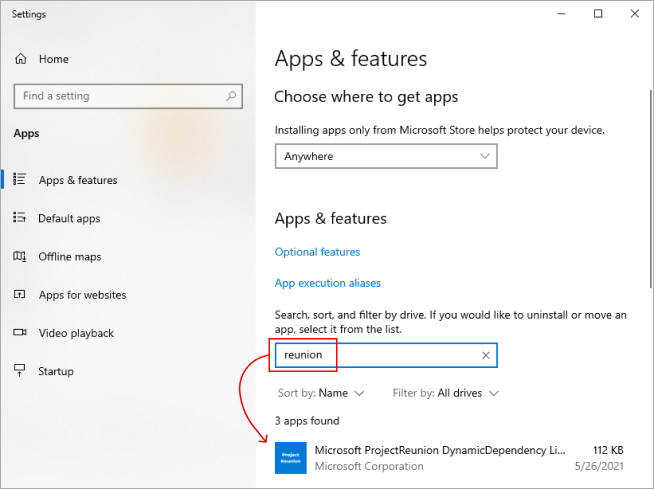 Settings
Home
Find a setting
Apps
Apps & features
Default apps
Offline maps
Apps for websites
Video playback
Startup
Apps & features
Choose where to get apps
Installing apps only from Microsoft Store helps protect your device.
Anywhere
Apps & features
Optional features
App execution aliases
Search, sort, and filter by drive. If you would like to uninstall or move an
app, select it from the list.
reunion
Sort by: Name Filter by: All drives
3 apps found
Project
Reunion
Microsoft ProjectReunion DynamicDependency Li... 112 KB
Microsoft Corporation 5/26/2021